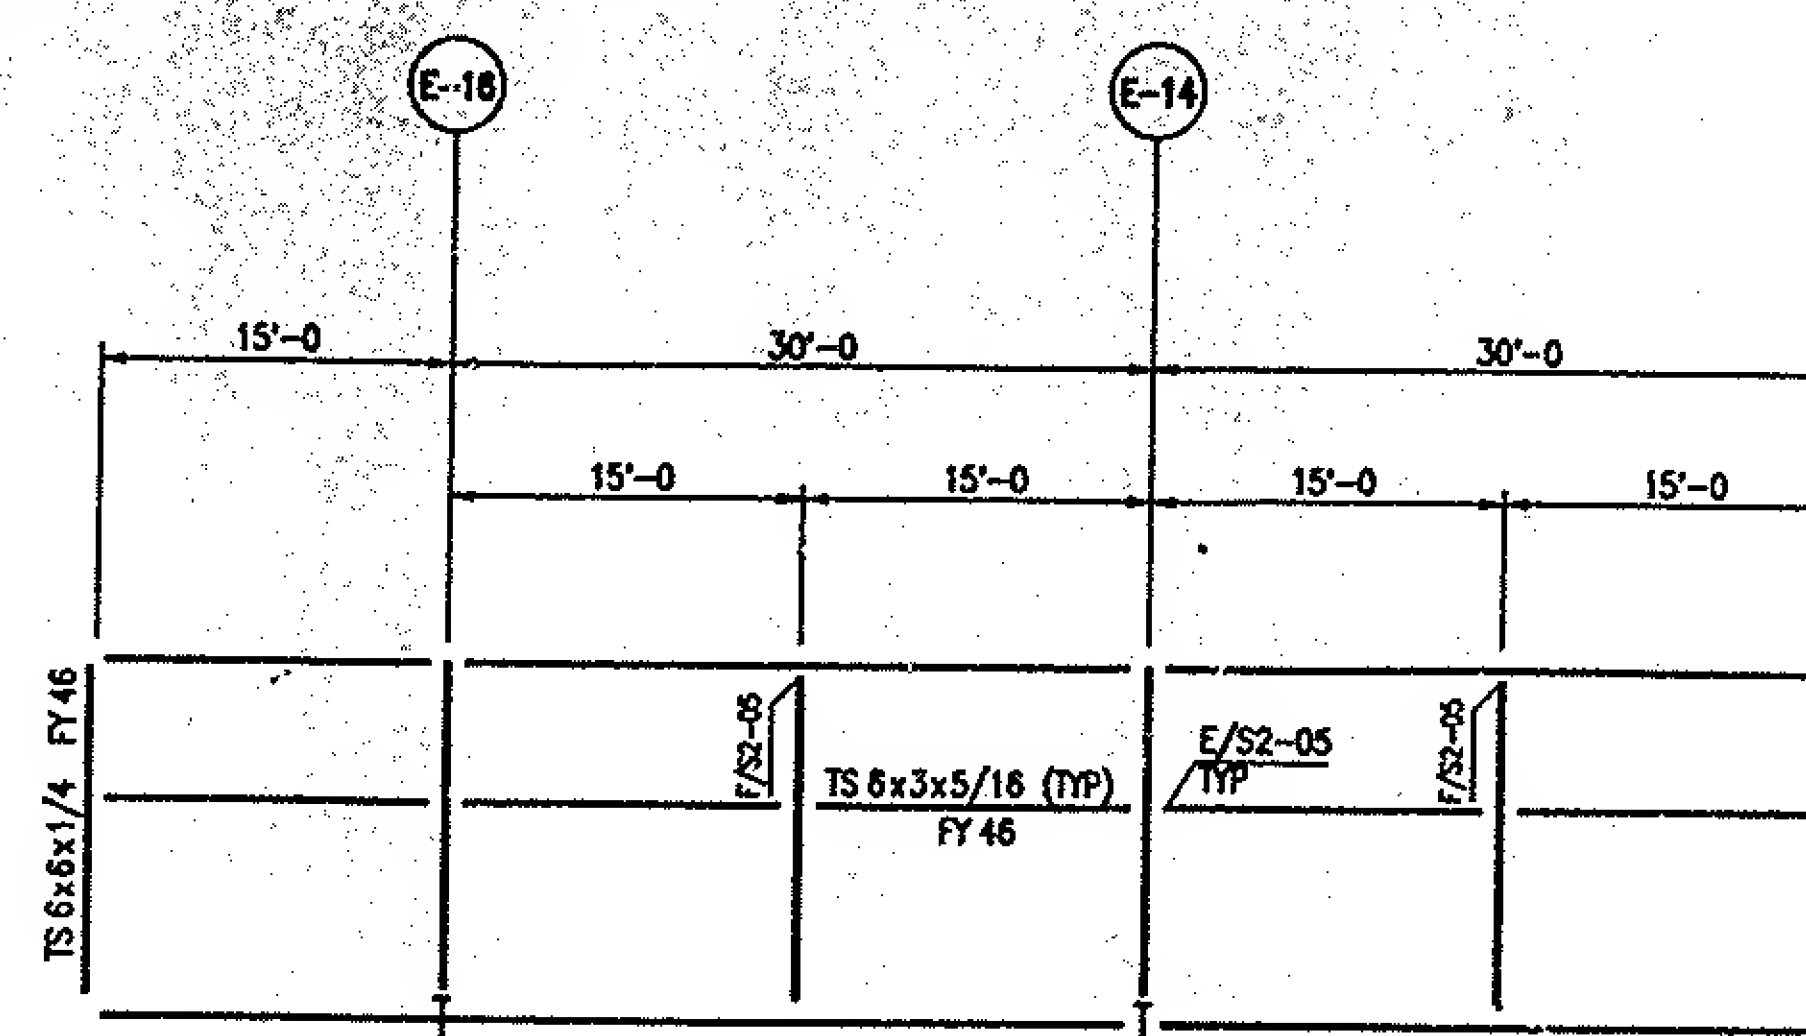 E-16
E-14
15'-0
30'-0
30'-0
15'-0
15'-0
15'-0
15'-0
TS 6x6x1/4 FY 46
F/S2-05
TS 6x3x5/16 (TYP)
FY 46
E/S2-05
TYP
F/S2-05